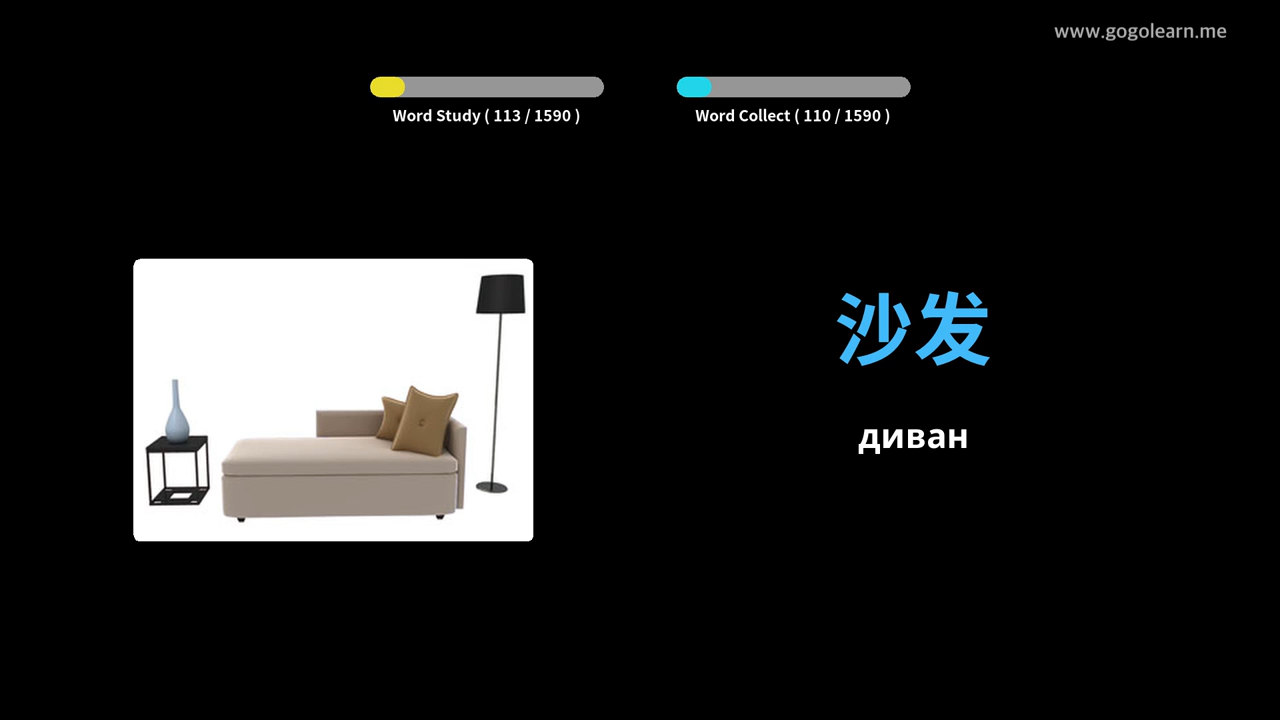 www.gogolearn.me
Word Study ( 113 / 1590 )
Word Collect ( 110 / 1590 )
沙发
диван